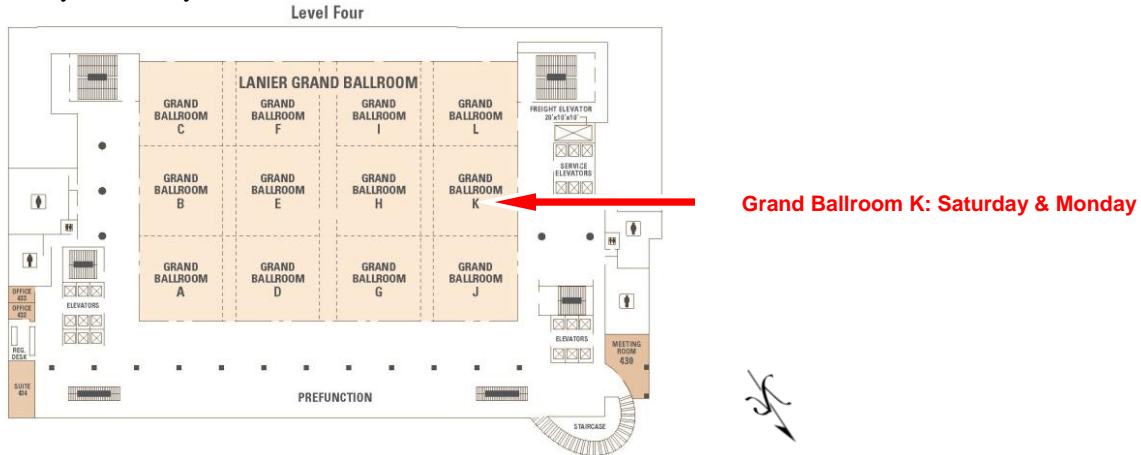 Level Four
LANIER GRAND BALLROOM
GRAND
BALLROOM
C
GRAND
BALLROOM
F
GRAND
BALLROOM
I
GRAND
BALLROOM
L
FREIGHT ELEVATOR
20'x10'x10'
SERVICE
ELEVATORS
GRAND
BALLROOM
B
GRAND
BALLROOM
E
GRAND
BALLROOM
H
GRAND
BALLROOM
K
Grand Ballroom K: Saturday & Monday
GRAND
BALLROOM
A
GRAND
BALLROOM
D
GRAND
BALLROOM
G
GRAND
BALLROOM
J
OFFICE
433
OFFICE
432
ELEVATORS
REG.
DESK
SUITE
434
ELEVATORS
MEETING
ROOM
430
PREFUNCTION
STAIRCASE